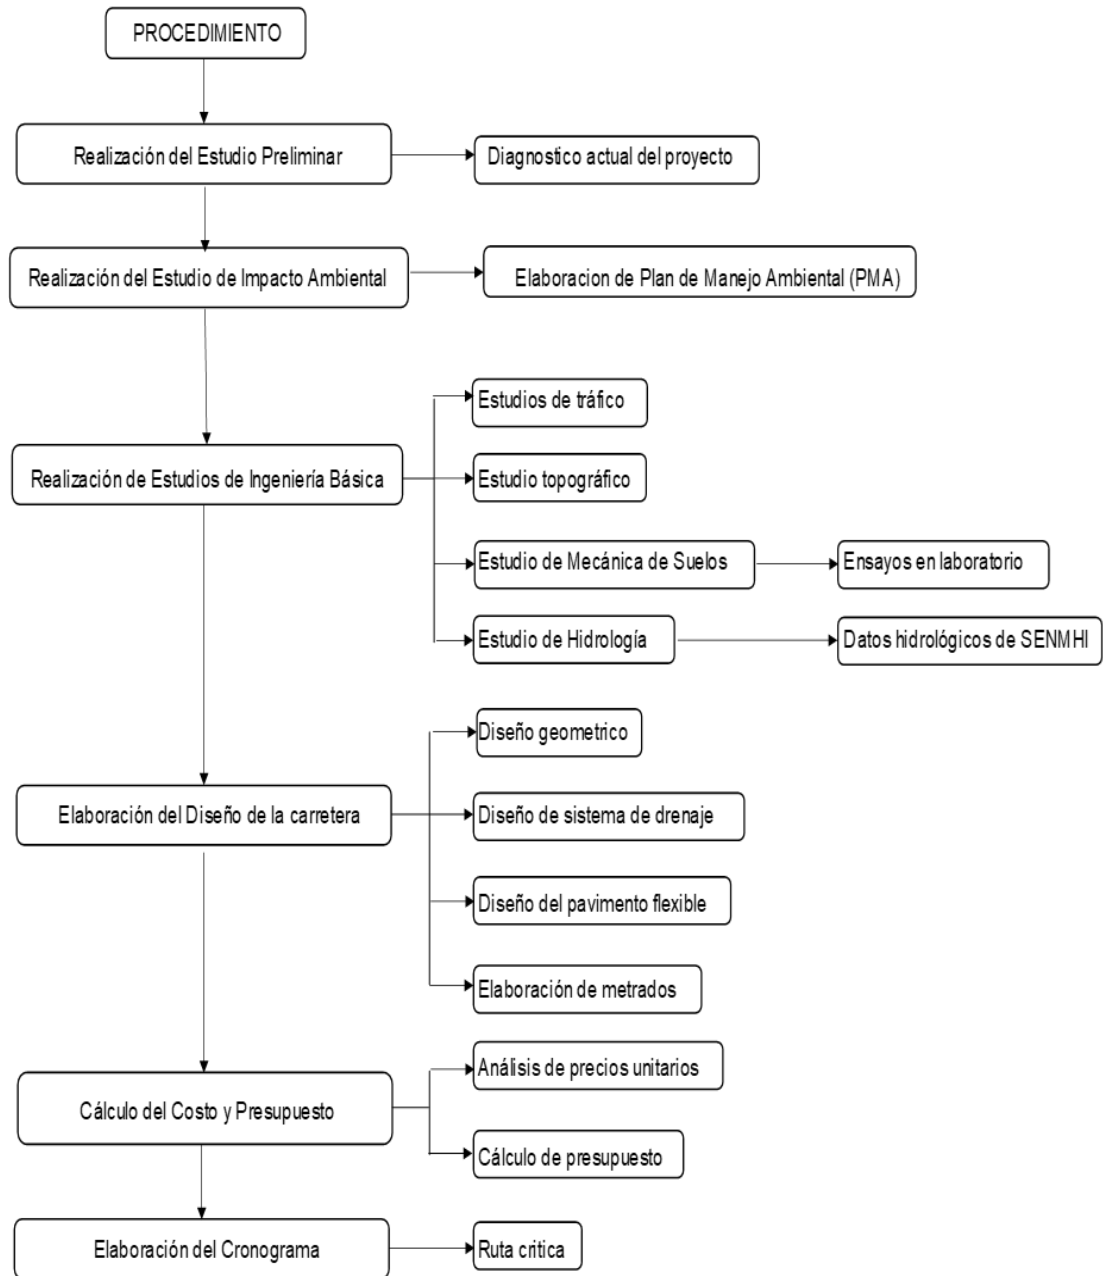 PROCEDIMIENTO
Realización del Estudio Preliminar
Diagnostico actual del proyecto
Realización del Estudio de Impacto Ambiental
Elaboracion de Plan de Manejo Ambiental (PMA)
Estudios de tráfico
Realización de Estudios de Ingeniería Básica
Estudio topográfico
Estudio de Mecánica de Suelos
Ensayos en laboratorio
Estudio de Hidrología
Datos hidrológicos de SENMHI
Diseño geometrico
Elaboración del Diseño de la carretera
Diseño de sistema de drenaje
Diseño del pavimento flexible
Elaboración de metrados
Análisis de precios unitarios
Cálculo del Costo y Presupuesto
Cálculo de presupuesto
Elaboración del Cronograma
Ruta critica